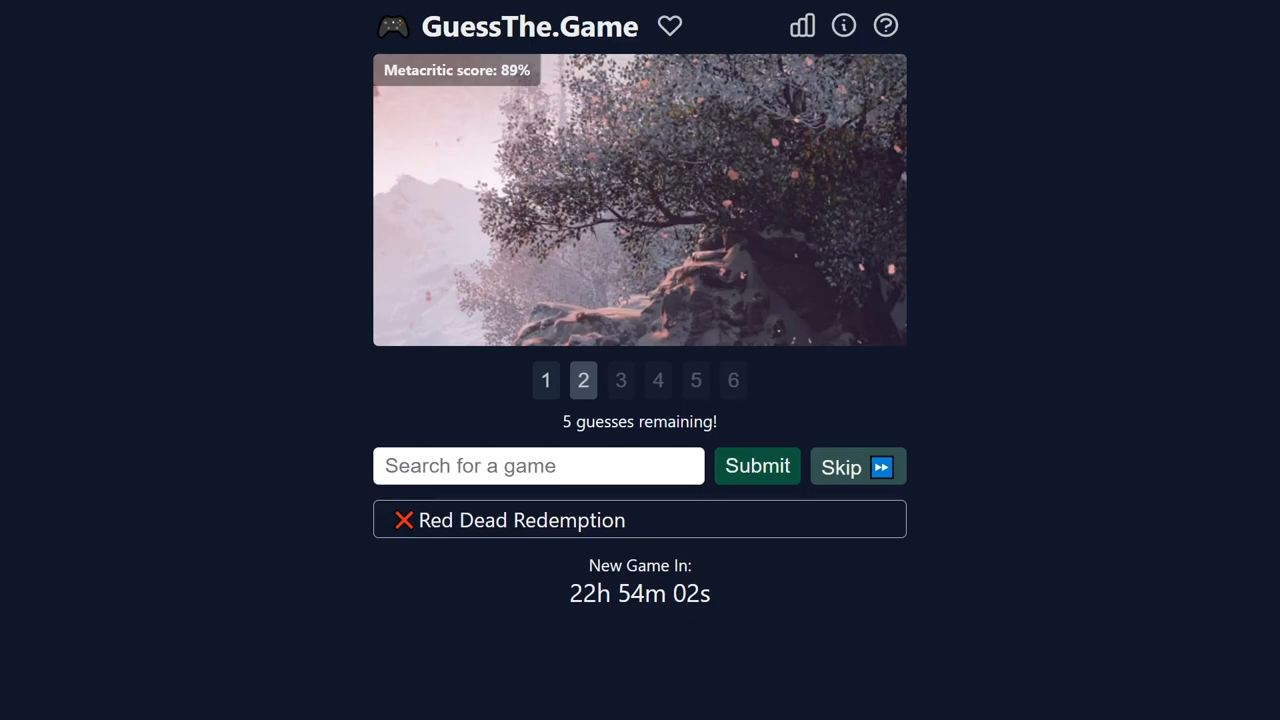 GuessThe.Game
Metacritic score: 89%
1 2 3 4 5 6
5 guesses remaining!
Search for a game
Submit
Skip
❌ Red Dead Redemption
New Game In:
22h 54m 02s